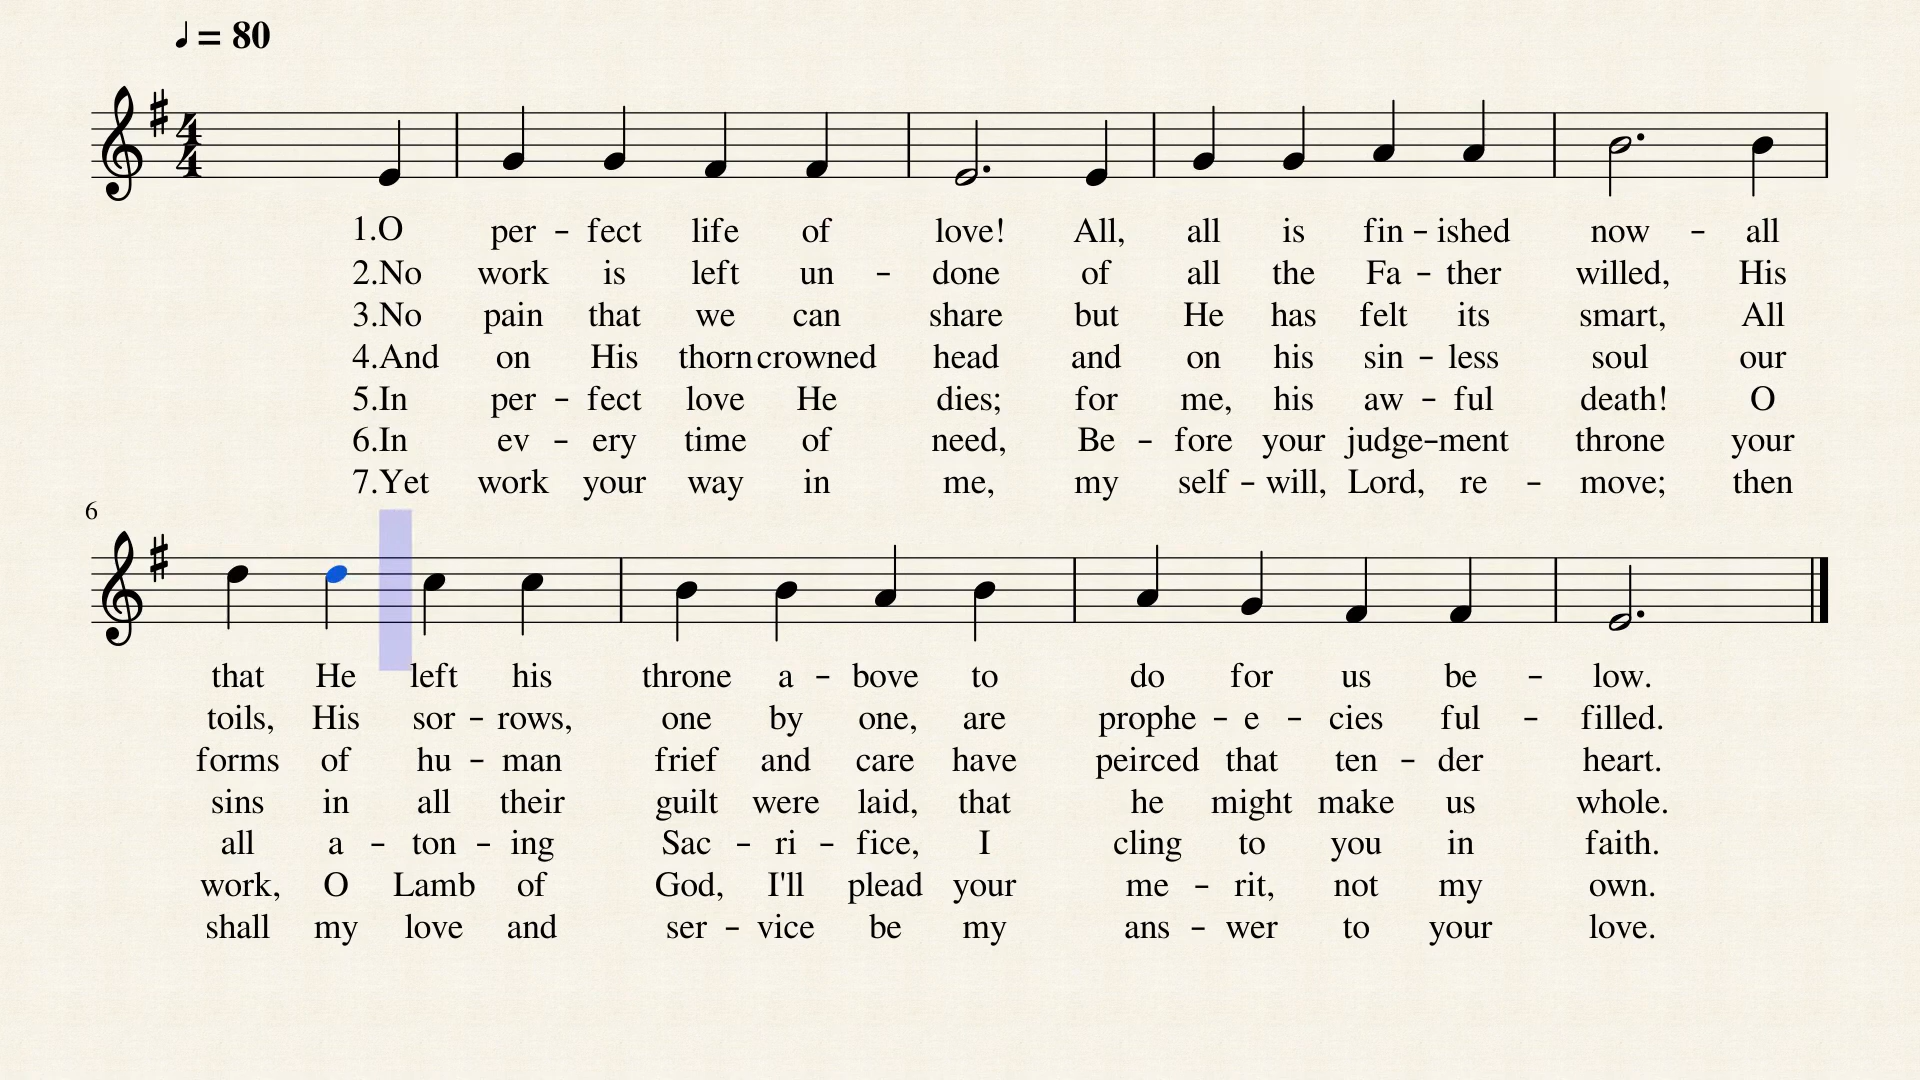 ♩ = 80
4
4
1.O per - fect life of love! All, all is fin - ished now - all
2.No work is left un - done of all the Fa - ther willed, His
3.No pain that we can share but He has felt its smart, All
4.And on His thorn crowned head and on his sin - less soul our
5.In per - fect love He dies; for me, his aw - ful death! O
6.In ev - ery time of need, Be - fore your judge-ment throne your
7.Yet work your way in me, my self - will, Lord, re - move; then
6
that He left his throne a - bove to do for us be - low.
toils, His sor - rows, one by one, are prophe - e - cies ful - filled.
forms of hu - man frief and care have peirced that ten - der heart.
sins in all their guilt were laid, that he might make us whole.
all a - ton - ing Sac - ri - fice, I cling to you in faith.
work, O Lamb of God, I'll plead your me - rit, not my own.
shall my love and ser - vice be my ans - wer to your love.